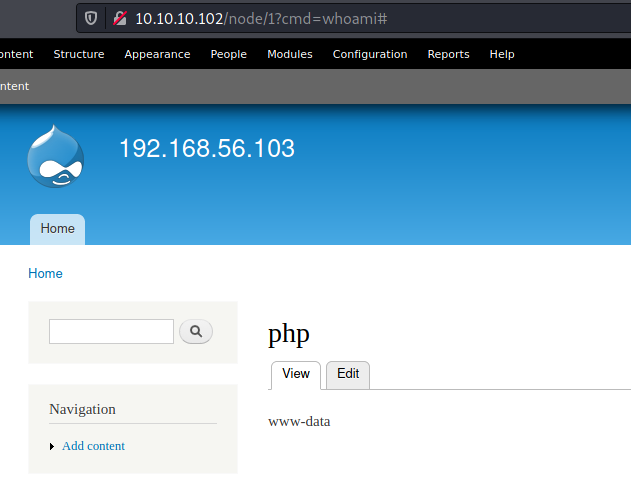 10.10.10.102/node/1?cmd=whoami#
ontent Structure Appearance People Modules Configuration Reports Help
ntent
192.168.56.103
Home
Home
php
View Edit
Navigation
www-data
Add content